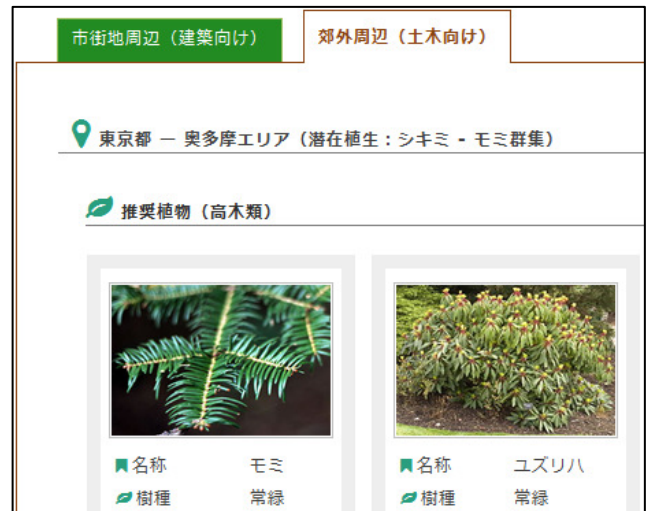 市街地周辺（建築向け） 郊外周辺（土木向け）
東京都 － 奥多摩エリア（潜在植生：シキミ - モミ群集）
推奨植物（高木類）
名称 モミ 名称 ユズリハ
樹種 常緑 樹種 常緑